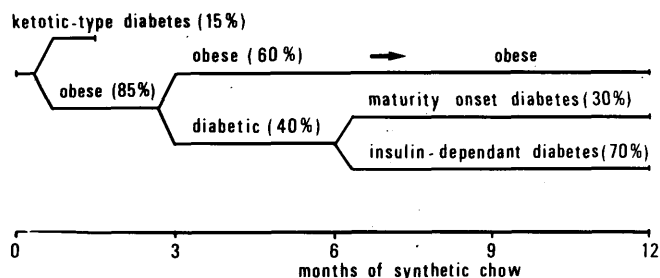 ketotic-type diabetes (15%)
obese (60%)
obese
obese (85%)
maturity onset diabetes (30%)
diabetic (40%)
insulin-dependant diabetes (70%)
0 3 6 9 12
months of synthetic chow